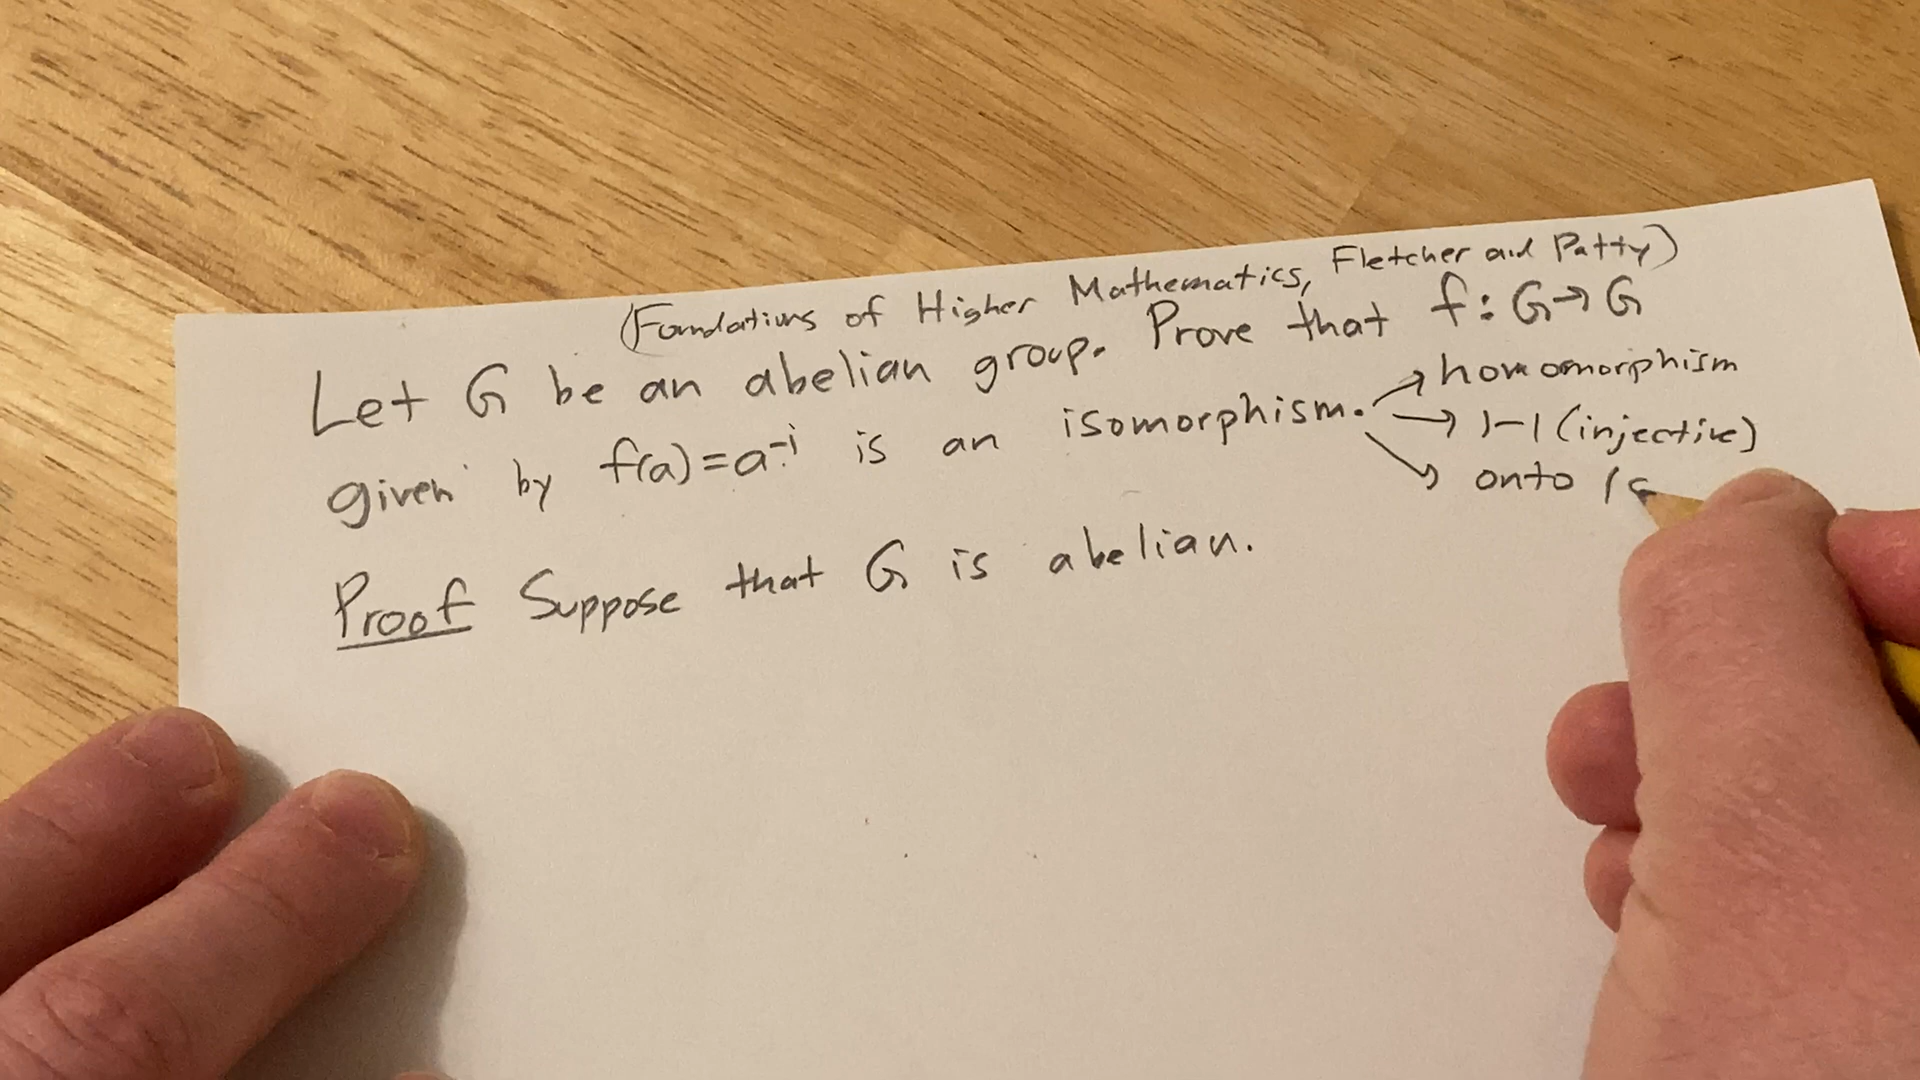 (Foundations of Higher Mathematics, Fletcher and Patty)
Let G be an abelian group. Prove that f: G→G
given by f(a)=a⁻¹ is an isomorphism. → homomorphism
→ 1-1 (injective)
→ onto (s
Proof Suppose that G is abelian.